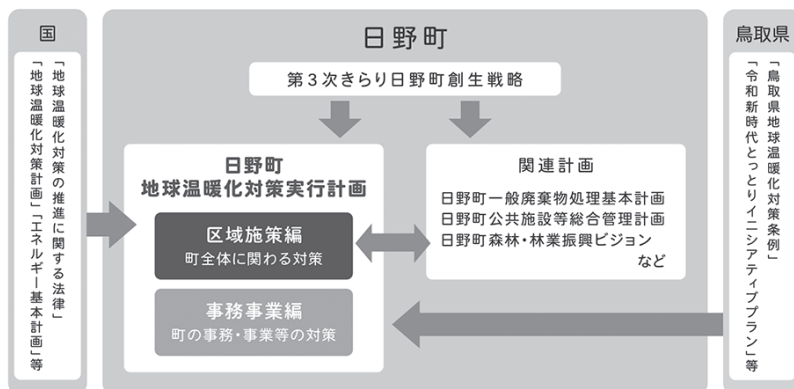 国
「地球温暖化対策の推進に関する法律」
「地球温暖化対策計画」「エネルギー基本計画」等
日野町
第3次きらり日野町創生戦略
日野町
地球温暖化対策実行計画
区域施策編
町全体に関わる対策
事務事業編
町の事務・事業等の対策
関連計画
日野町一般廃棄物処理基本計画
日野町公共施設等総合管理計画
日野町森林・林業振興ビジョン
など
鳥取県
「鳥取県地球温暖化対策条例」
「令和新時代とっとりイニシアティブプラン」等